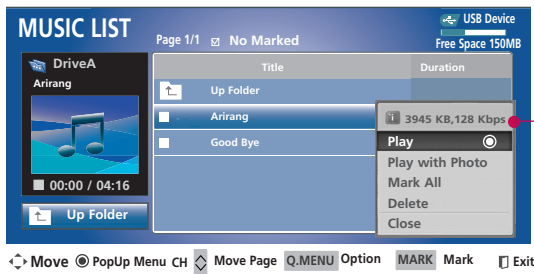 MUSIC LIST
Page 1/1 No Marked
USB Device
Free Space 150MB
DriveA
Arirang
00:00 / 04:16
Up Folder
Title Duration
Up Folder
Arirang
Good Bye
3945 KB,128 Kbps
Play
Play with Photo
Mark All
Delete
Close
Move PopUp Menu CH Move Page Q.MENU Option MARK Mark Exit